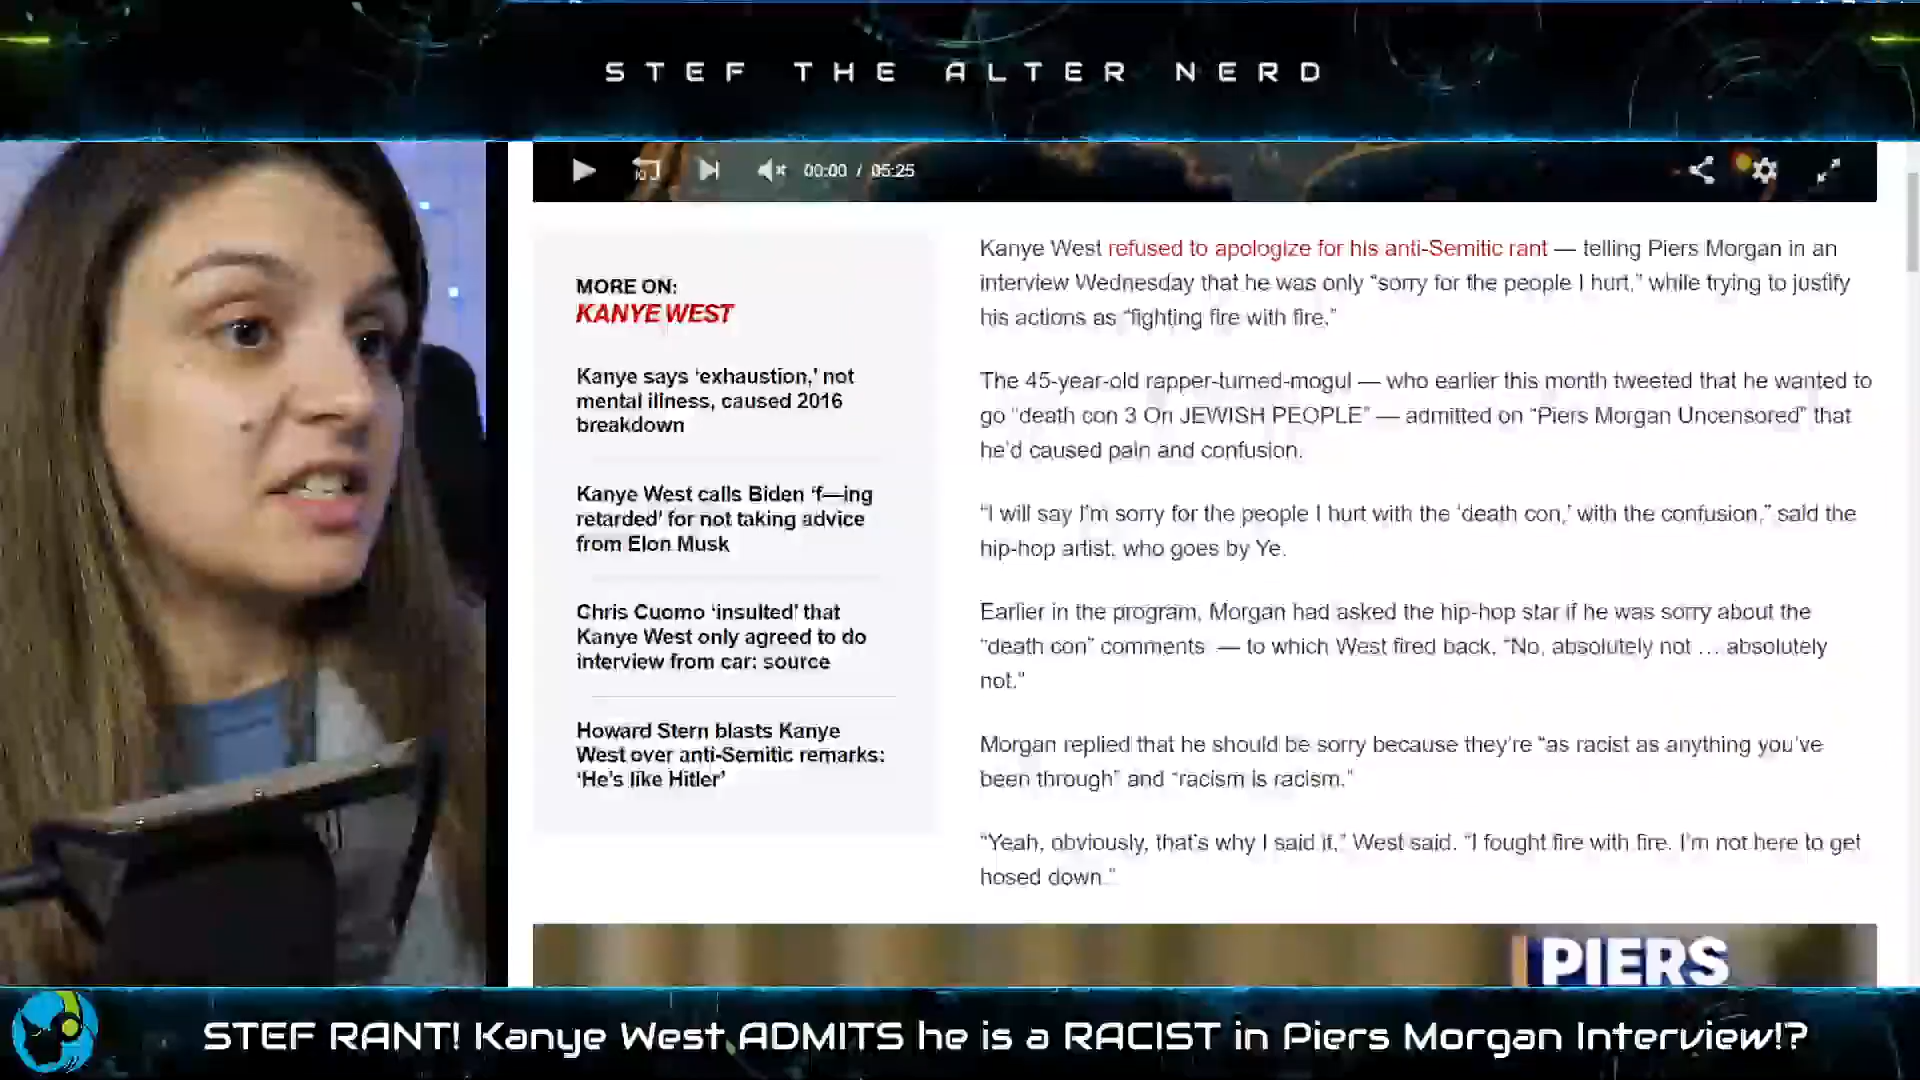 STEF THE ALTER NERD
10
00:00 / 05:25
MORE ON:
KANYE WEST
Kanye says ‘exhaustion,’ not
mental illness, caused 2016
breakdown
Kanye West calls Biden ‘f—ing
retarded’ for not taking advice
from Elon Musk
Chris Cuomo ‘insulted’ that
Kanye West only agreed to do
interview from car: source
Howard Stern blasts Kanye
West over anti-Semitic remarks:
‘He’s like Hitler’
Kanye West refused to apologize for his anti-Semitic rant — telling Piers Morgan in an
interview Wednesday that he was only “sorry for the people I hurt,” while trying to justify
his actions as “fighting fire with fire.”
The 45-year-old rapper-turned-mogul — who earlier this month tweeted that he wanted to
go “death con 3 On JEWISH PEOPLE” — admitted on “Piers Morgan Uncensored” that
he’d caused pain and confusion.
“I will say I’m sorry for the people I hurt with the ‘death con,’ with the confusion,” said the
hip-hop artist, who goes by Ye.
Earlier in the program, Morgan had asked the hip-hop star if he was sorry about the
“death con” comments — to which West fired back, “No, absolutely not … absolutely
not.”
Morgan replied that he should be sorry because they’re “as racist as anything you’ve
been through” and “racism is racism.”
“Yeah, obviously, that’s why I said it,” West said. “I fought fire with fire. I’m not here to get
hosed down.”
PIERS
STEF RANT! Kanye West ADMITS he is a RACIST in Piers Morgan Interview!?